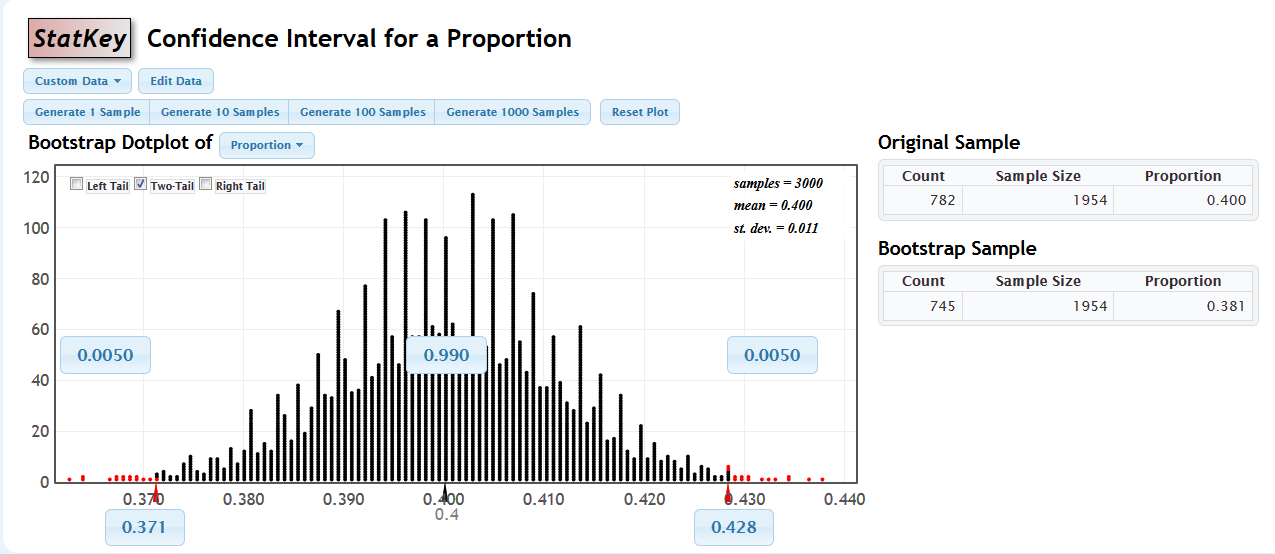 StatKey Confidence Interval for a Proportion
Custom Data Edit Data
Generate 1 Sample Generate 10 Samples Generate 100 Samples Generate 1000 Samples Reset Plot
Bootstrap Dotplot of Proportion
Left Tail Two-Tail Right Tail
samples = 3000
mean = 0.400
st. dev. = 0.011
120
100
80
60
40
20
0
0.0050 0.990 0.0050
0.370 0.380 0.390 0.400 0.410 0.420 0.430 0.440
0.4
0.371 0.428
Original Sample
Count Sample Size Proportion
782 1954 0.400
Bootstrap Sample
Count Sample Size Proportion
745 1954 0.381